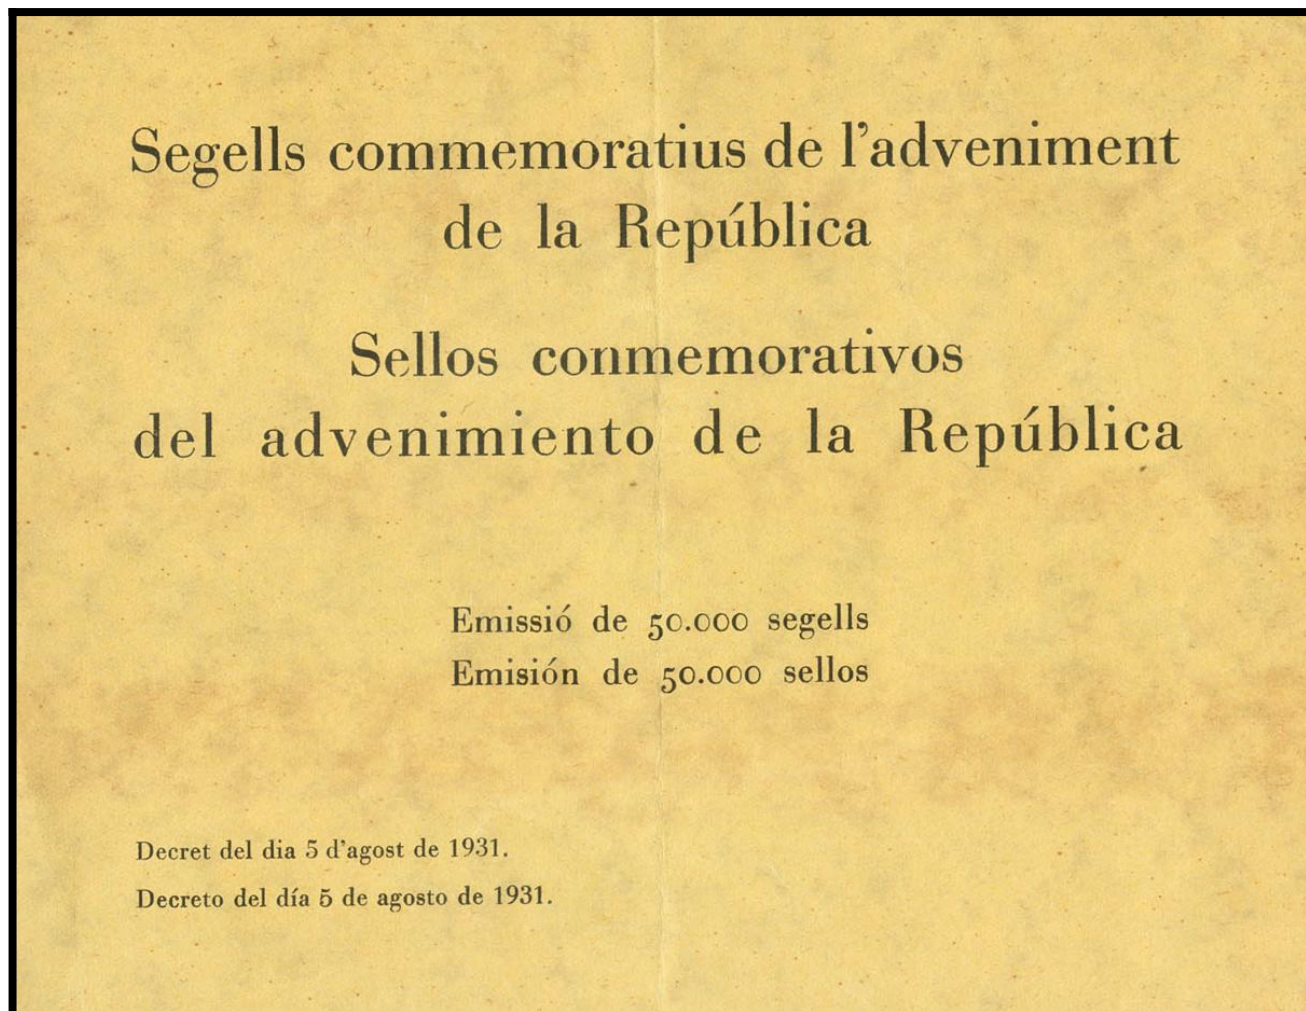 Segells commemoratius de l'adveniment
de la República
Sellos conmemorativos
del advenimiento de la República
Emissió de 50.000 segells
Emisión de 50.000 sellos
Decret del dia 5 d'agost de 1931.
Decreto del día 5 de agosto de 1931.